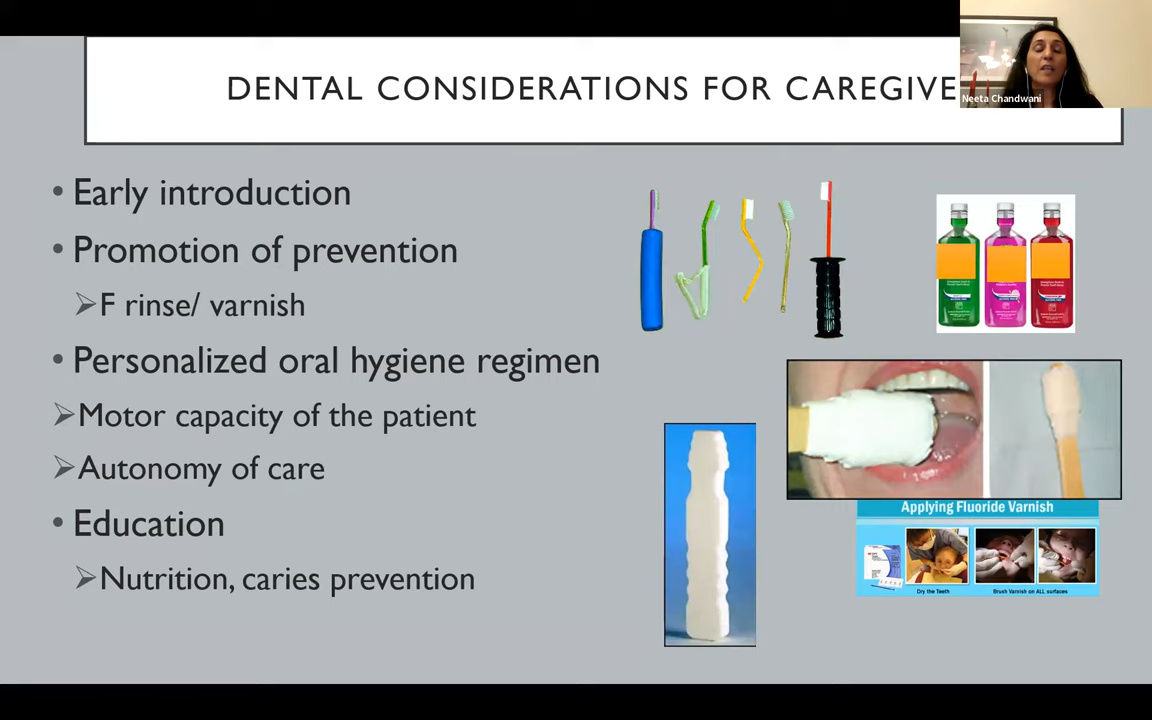 DENTAL CONSIDERATIONS FOR CAREGIVE
Neeta Chandwani
• Early introduction
• Promotion of prevention
➢F rinse/ varnish
• Personalized oral hygiene regimen
➢Motor capacity of the patient
➢Autonomy of care
• Education
➢Nutrition, caries prevention
Applying Fluoride Varnish
Dry the Teeth
Brush Varnish on ALL surfaces